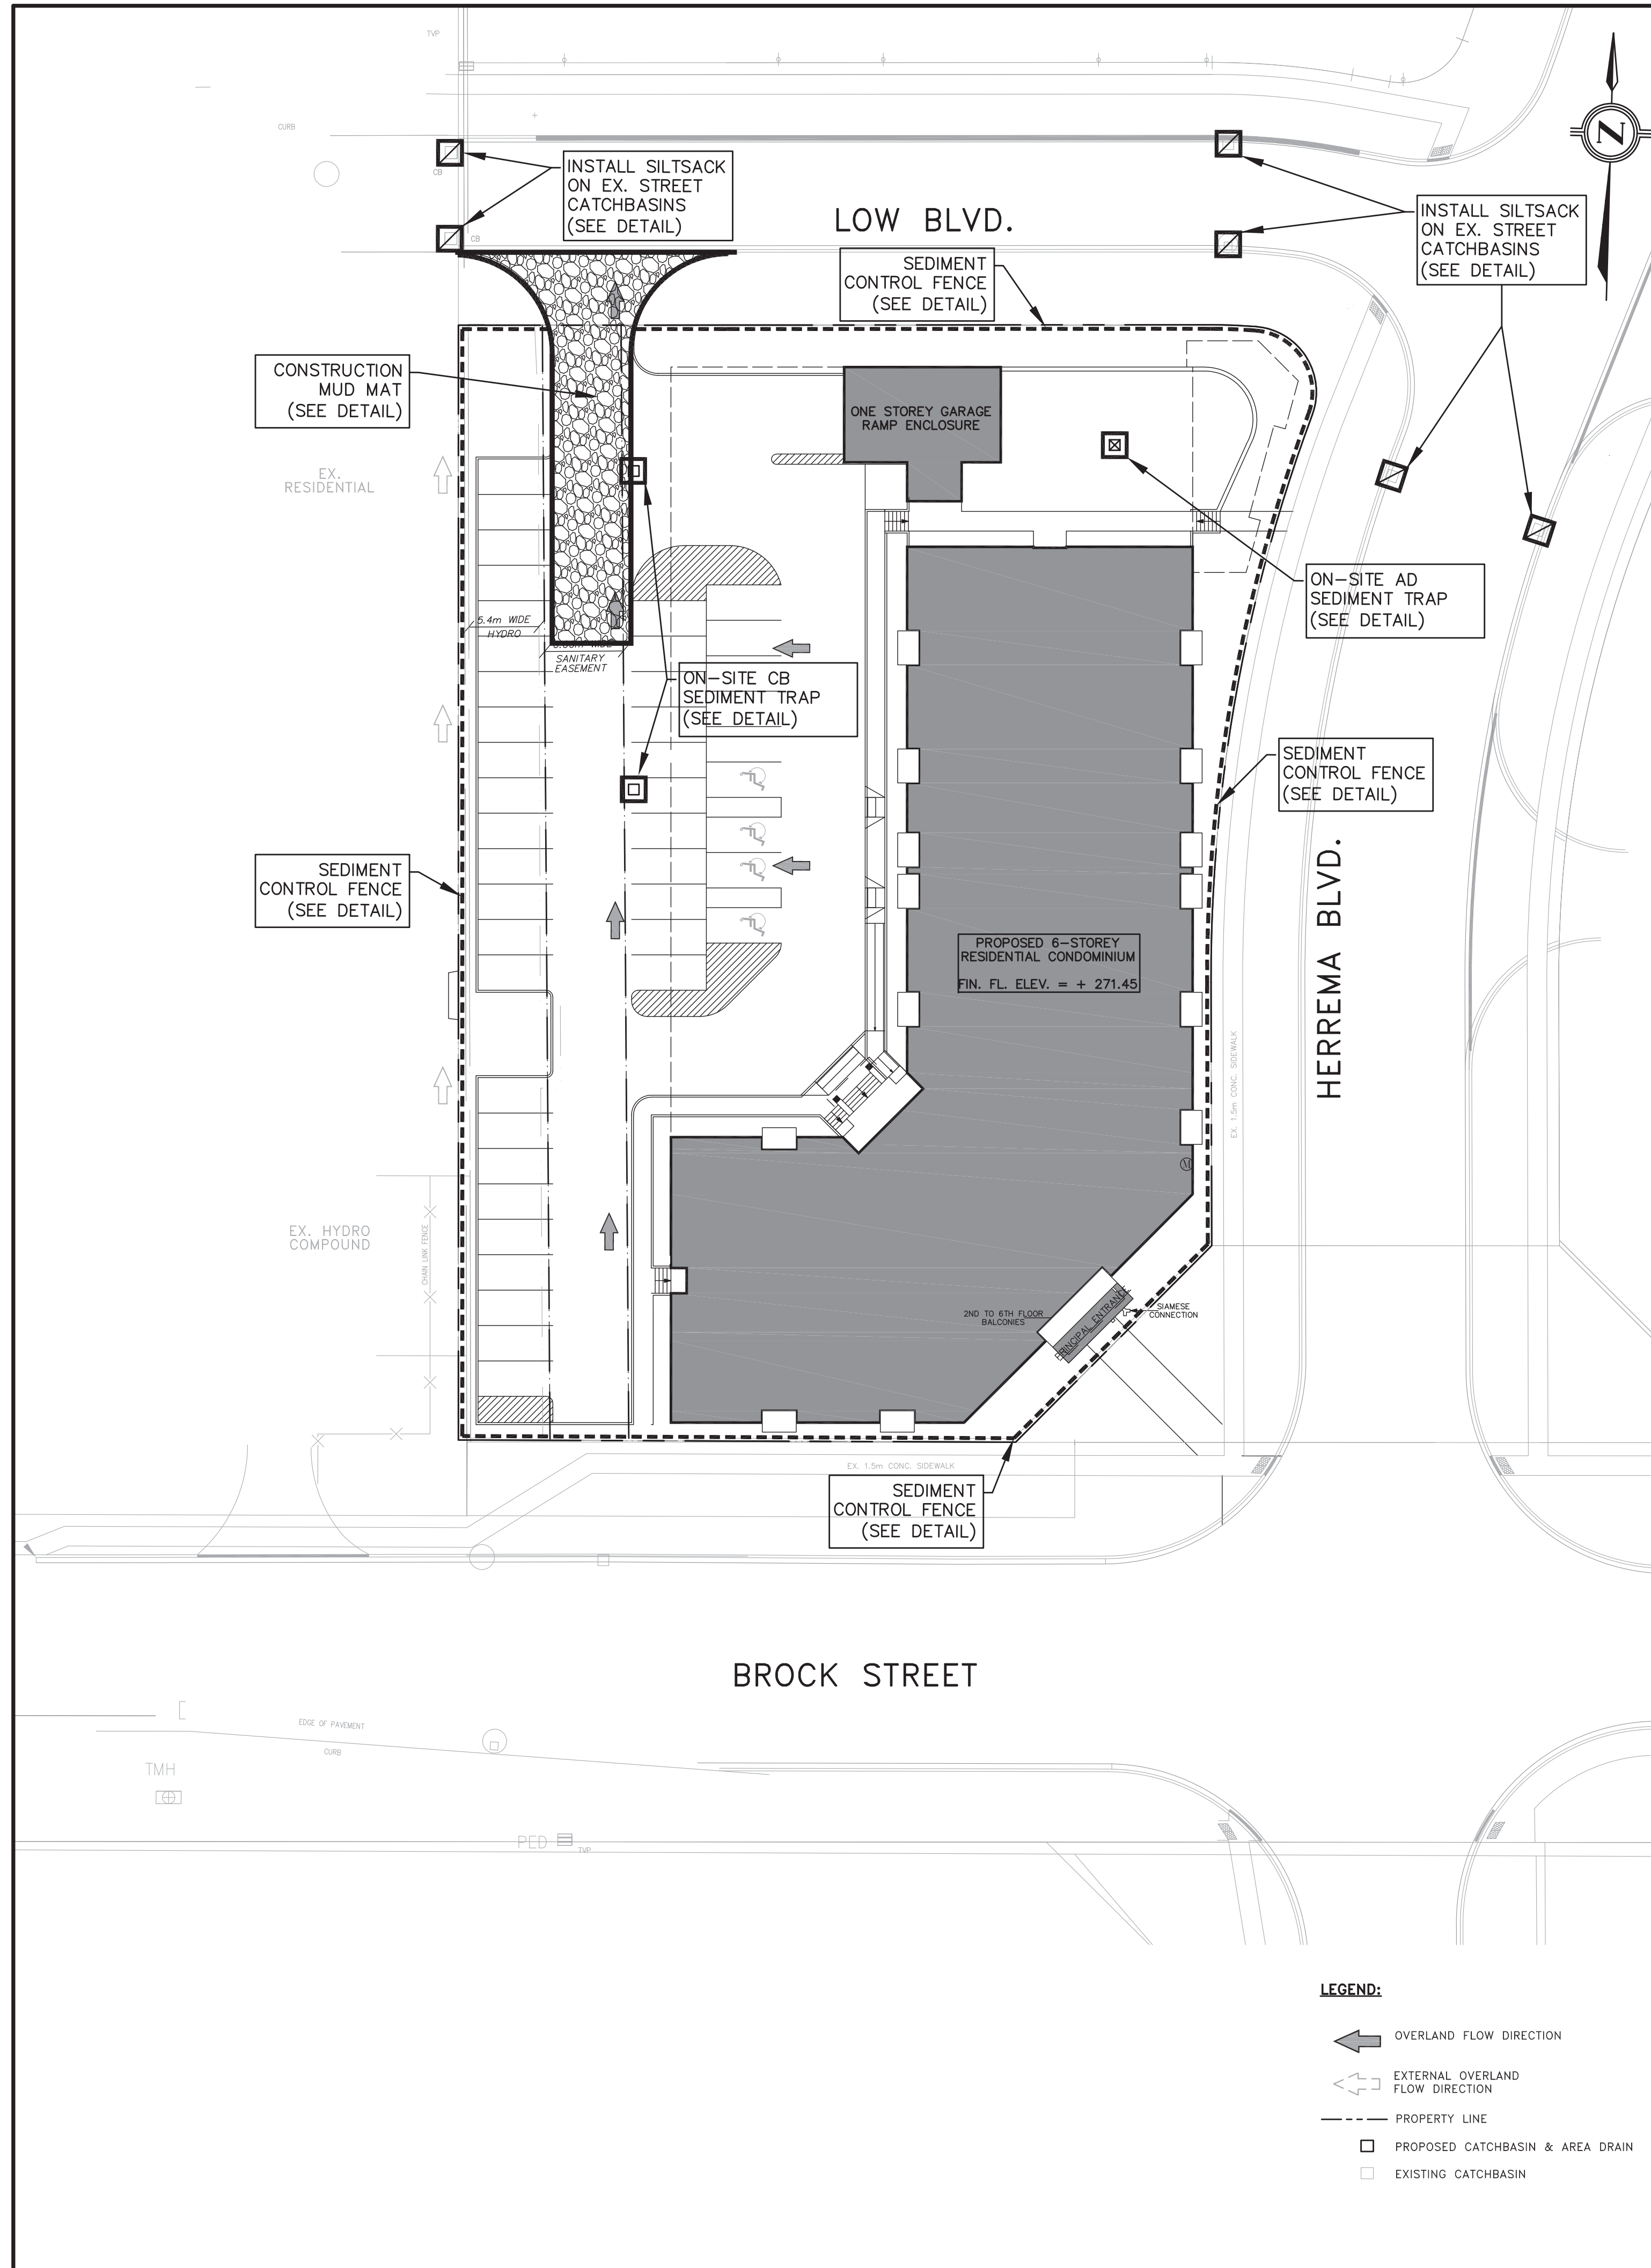 TVP
CURB
CB
CB
INSTALL SILTSACK
ON EX. STREET
CATCHBASINS
(SEE DETAIL)
LOW BLVD.
N
INSTALL SILTSACK
ON EX. STREET
CATCHBASINS
(SEE DETAIL)
SEDIMENT
CONTROL FENCE
(SEE DETAIL)
CONSTRUCTION
MUD MAT
(SEE DETAIL)
ONE STOREY GARAGE
RAMP ENCLOSURE
EX.
RESIDENTIAL
ON-SITE AD
SEDIMENT TRAP
(SEE DETAIL)
5.4m WIDE
HYDRO
WIDE
SANITARY
EASEMENT
ON-SITE CB
SEDIMENT TRAP
(SEE DETAIL)
SEDIMENT
CONTROL FENCE
(SEE DETAIL)
SEDIMENT
CONTROL FENCE
(SEE DETAIL)
HERREMA BLVD.
PROPOSED 6-STOREY
RESIDENTIAL CONDOMINIUM
FIN. FL. ELEV. = + 271.45
EX. 1.5m CONC. SIDEWALK
M
EX. HYDRO
COMPOUND
CHAIN LINK FENCE
2ND TO 6TH FLOOR
BALCONIES
PRINCIPAL ENTRANCE
SIAMESE
CONNECTION
EX. 1.5m CONC. SIDEWALK
SEDIMENT
CONTROL FENCE
(SEE DETAIL)
BROCK STREET
EDGE OF PAVEMENT
CURB
TMH
PED
TVP
LEGEND:
OVERLAND FLOW DIRECTION
EXTERNAL OVERLAND
FLOW DIRECTION
PROPERTY LINE
PROPOSED CATCHBASIN & AREA DRAIN
EXISTING CATCHBASIN